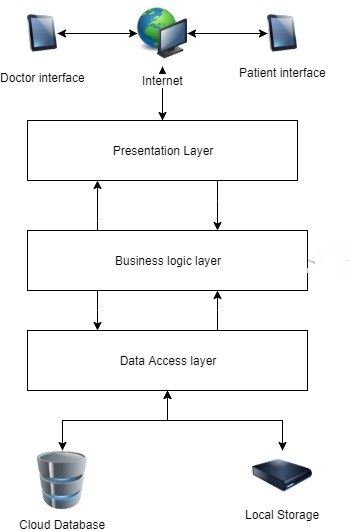 Doctor interface
Internet
Patient interface
Presentation Layer
Business logic layer
Data Access layer
Cloud Database
Local Storage